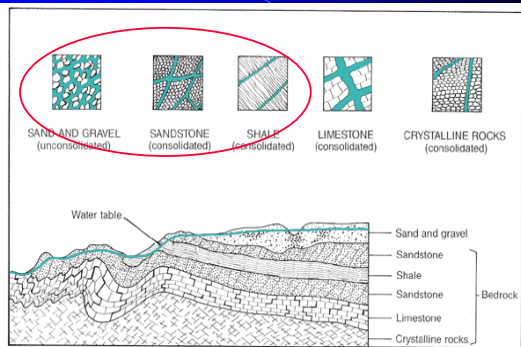 SAND AND GRAVEL
(unconsolidated)
SANDSTONE
(consolidated)
SHALE
(consolidated)
LIMESTONE
(consolidated)
CRYSTALLINE ROCKS
(consolidated)
Water table
Sand and gravel
Sandstone
Shale
Sandstone
Limestone
Crystalline rocks
Bedrock